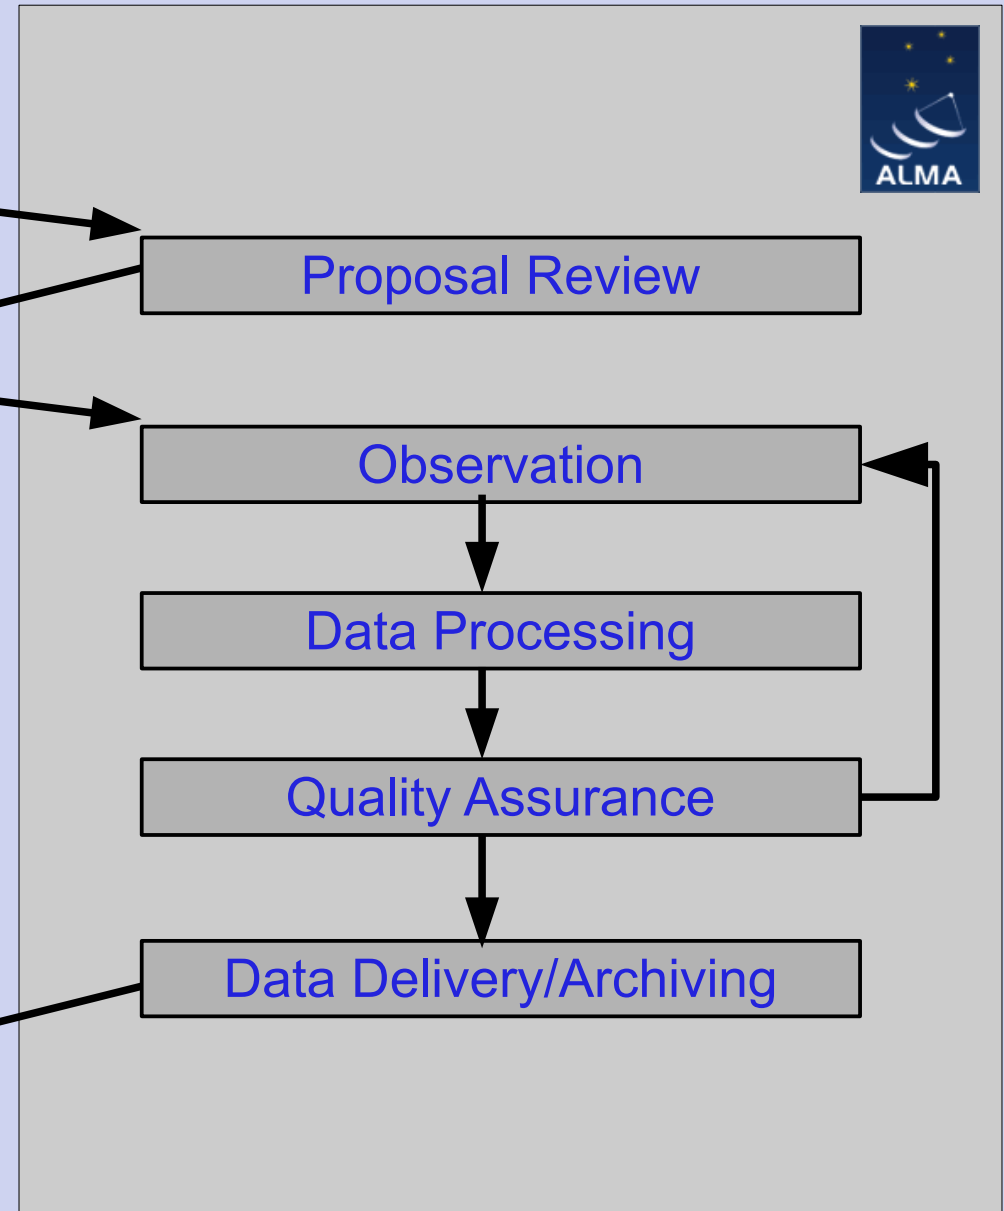 ALMA
Proposal Review
Observation
Data Processing
Quality Assurance
Data Delivery/Archiving